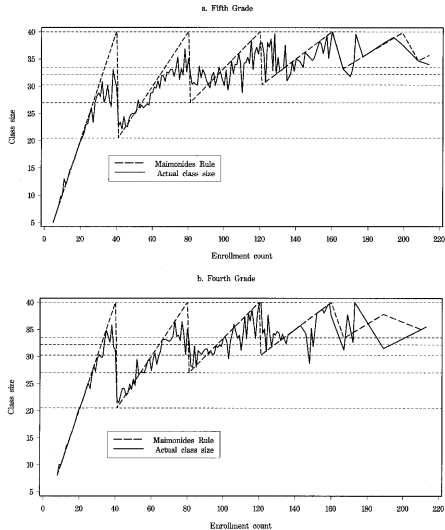 a. Fifth Grade
40
35
30
25
20
15
10
5
Class size
Maimonides Rule
Actual class size
0 20 40 60 80 100 120 140 160 180 200 220
Enrollment count
b. Fourth Grade
40
35
30
25
20
15
10
5
Class size
Maimonides Rule
Actual class size
0 20 40 60 80 100 120 140 160 180 200 220
Enrollment count